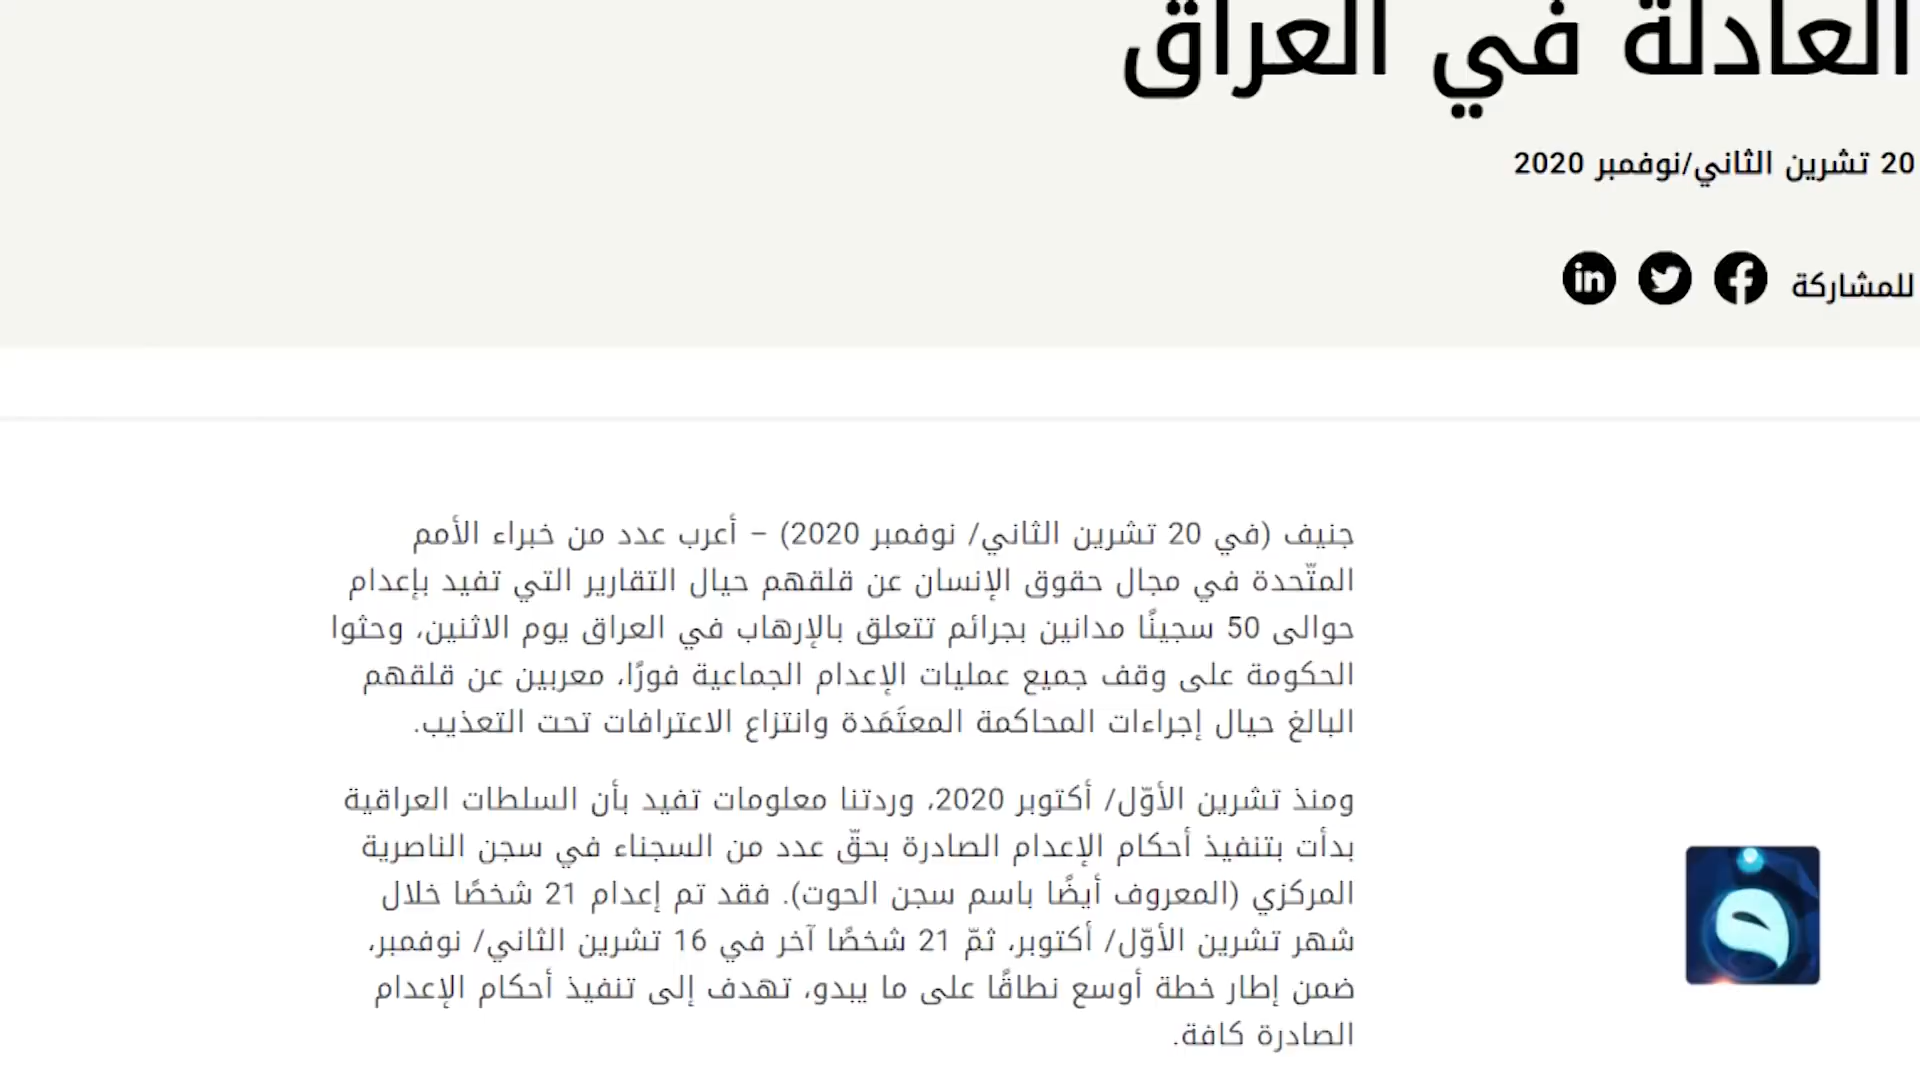 العادلة في العراق
20 تشرين الثاني/نوفمبر 2020
للمشاركة
جنيف (في 20 تشرين الثاني/ نوفمبر 2020) – أعرب عدد من خبراء الأمم
المتّحدة في مجال حقوق الإنسان عن قلقهم حيال التقارير التي تفيد بإعدام
حوالى 50 سجينًا مدانين بجرائم تتعلق بالإرهاب في العراق يوم الاثنين، وحثوا
الحكومة على وقف جميع عمليات الإعدام الجماعية فورًا، معربين عن قلقهم
البالغ حيال إجراءات المحاكمة المعتَمَدة وانتزاع الاعترافات تحت التعذيب.
ومنذ تشرين الأوّل/ أكتوبر 2020، وردتنا معلومات تفيد بأن السلطات العراقية
بدأت بتنفيذ أحكام الإعدام الصادرة بحقّ عدد من السجناء في سجن الناصرية
المركزي (المعروف أيضًا باسم سجن الحوت). فقد تم إعدام 21 شخصًا خلال
شهر تشرين الأوّل/ أكتوبر، ثمّ 21 شخصًا آخر في 16 تشرين الثاني/ نوفمبر،
ضمن إطار خطة أوسع نطاقًا على ما يبدو، تهدف إلى تنفيذ أحكام الإعدام
الصادرة كافة.